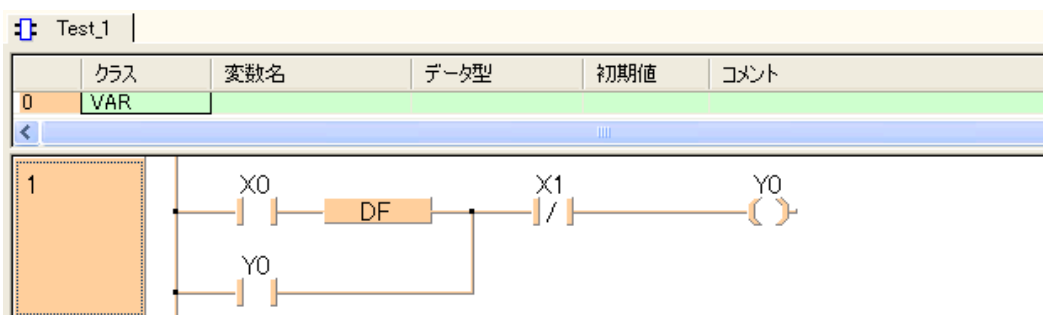 Test_1
クラス 変数名 データ型 初期値 コメント
0 VAR
1
X0 X1 Y0
DF /
Y0